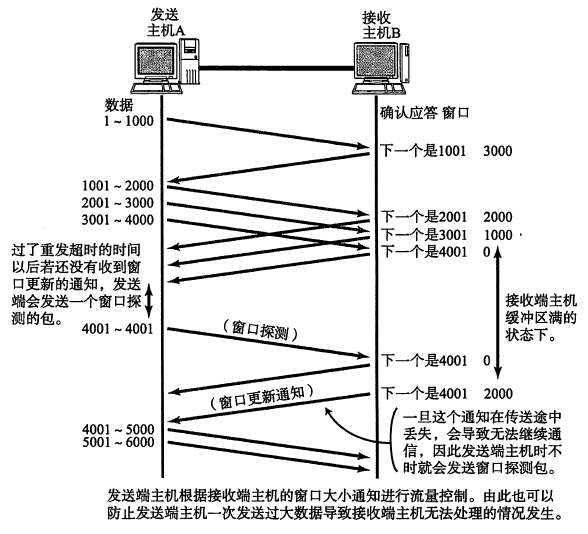 发送
主机A
接收
主机B
数据
确认应答 窗口
1～1000
下一个是1001 3000
1001～2000
2001～3000
3001～4000
下一个是2001 2000
下一个是3001 1000
下一个是4001 0
过了重发超时的时间
以后若还没有收到窗
口更新的通知，发送
端会发送一个窗口探
测的包。
接收端主机
缓冲区满的
状态下。
4001～4001
（窗口探测）
下一个是4001 0
（窗口更新通知）
下一个是4001 2000
一旦这个通知在传送途中
丢失，会导致无法继续通
信，因此发送端主机时不
时就会发送窗口探测包。
4001～5000
5001～6000
发送端主机根据接收端主机的窗口大小通知进行流量控制。由此也可以
防止发送端主机一次发送过大数据导致接收端主机无法处理的情况发生。